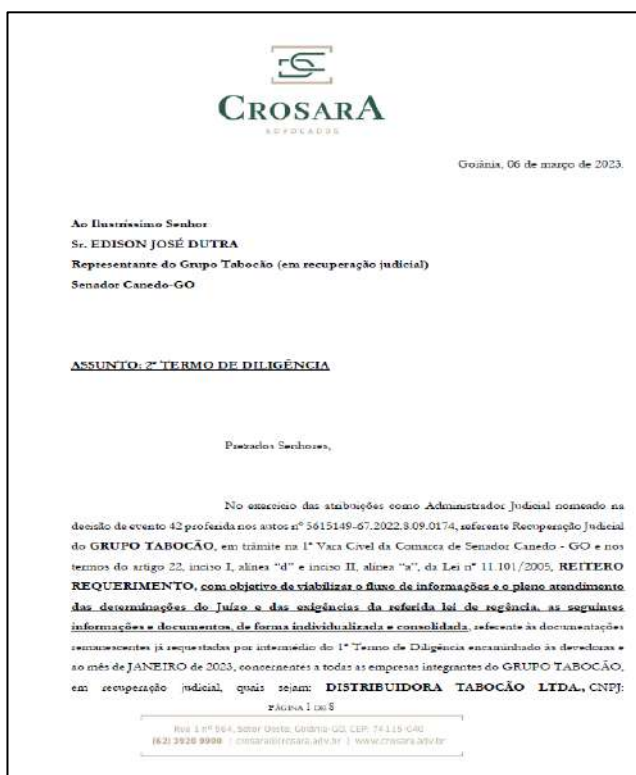 CROSARA
ADVOGADOS
Goiânia, 06 de março de 2023.
Ao Ilustríssimo Senhor
Sr. EDISON JOSÉ DUTRA
Representante do Grupo Tabocão (em recuperação judicial)
Senador Canedo-GO
ASSUNTO: 2º TERMO DE DILIGÊNCIA
Prezados Senhores,
No exercício das atribuições como Administrador Judicial nomeado na
decisão de evento 42 proferida nos autos nº 5615149-67.2022.8.09.0174, referente Recuperação Judicial
do GRUPO TABOCÃO, em trâmite na 1ª Vara Cível da Comarca de Senador Canedo - GO e nos
termos do artigo 22, inciso I, alínea “d” e inciso II, alínea “a”, da Lei nº 11.101/2005, REITERO
REQUERIMENTO, com objetivo de viabilizar o fluxo de informações e o pleno atendimento
das determinações do Juízo e das exigências da referida lei de regência, as seguintes
informações e documentos, de forma individualizada e consolidada, referente às documentações
remanescentes já requestadas por intermédio do 1º Termo de Diligência encaminhado às devedoras e
ao mês de JANEIRO de 2023, concernentes a todas as empresas integrantes do GRUPO TABOCÃO,
em recuperação judicial, quais sejam: DISTRIBUIDORA TABOCÃO LTDA., CNPJ:
PÁGINA 1 DE 8
Rua 1 nº 564, Setor Oeste, Goiânia-GO, CEP: 74.115-040
(62) 3920 9900 | crosara@crosara.adv.br | www.crosara.adv.br